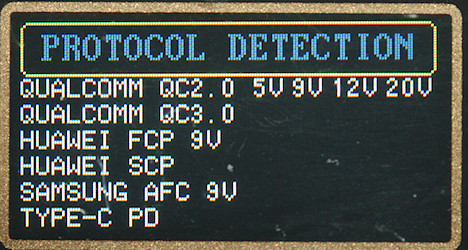 PROTOCOL DETECTION
QUALCOMM QC2.0 5V 9V 12V 20V
QUALCOMM QC3.0
HUAWEI FCP 9V
HUAWEI SCP
SAMSUNG AFC 9V
TYPE-C PD